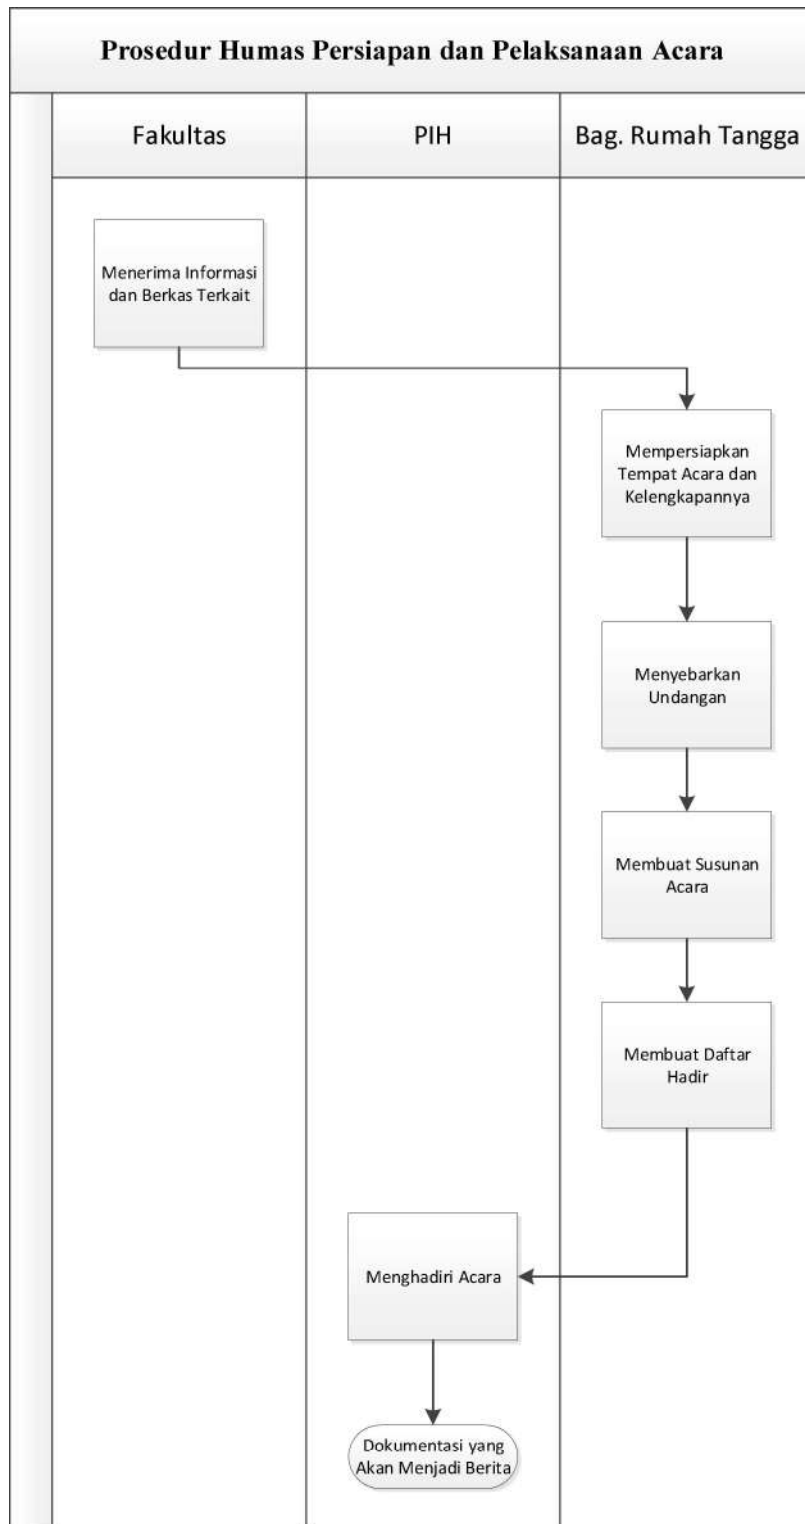 Prosedur Humas Persiapan dan Pelaksanaan Acara
Fakultas
PIH
Bag. Rumah Tangga
Menerima Informasi
dan Berkas Terkait
Mempersiapkan
Tempat Acara dan
Kelengkapannya
Menyebarkan
Undangan
Membuat Susunan
Acara
Membuat Daftar
Hadir
Menghadiri Acara
Dokumentasi yang
Akan Menjadi Berita